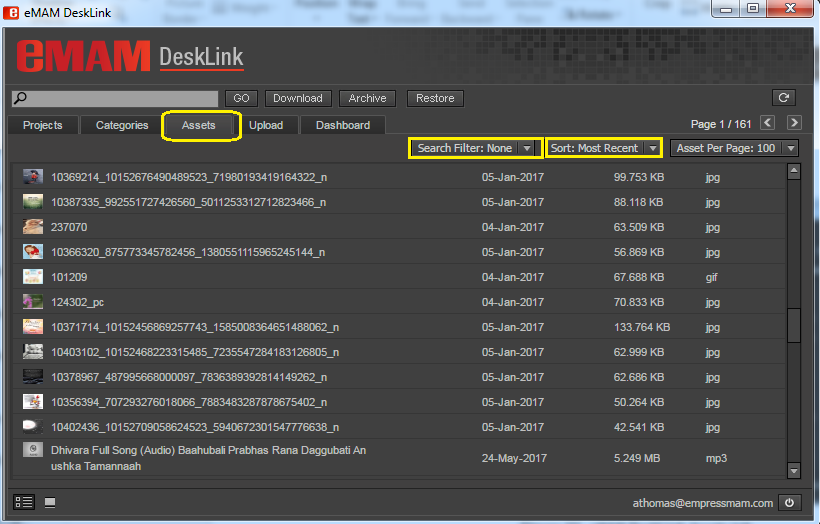 eMAM DeskLink
eMAM DeskLink
GO Download Archive Restore
Projects Categories Assets Upload Dashboard Page 1 / 161
Search Filter: None Sort: Most Recent Asset Per Page: 100
10369214_10152676490489523_71980193419164322_n 05-Jan-2017 99.753 KB jpg
10387335_992551727426560_5011253312712823466_n 05-Jan-2017 88.118 KB jpg
237070 04-Jan-2017 63.509 KB jpg
10366320_875773345782456_1380551115965245144_n 05-Jan-2017 56.869 KB jpg
101209 04-Jan-2017 67.688 KB gif
124302_pc 04-Jan-2017 70.833 KB jpg
10371714_10152456869257743_1585008364651488062_n 05-Jan-2017 133.764 KB jpg
10403102_10152468223315485_7235547284183126805_n 05-Jan-2017 62.999 KB jpg
10378967_487995668000097_7836389392814149262_n 05-Jan-2017 62.686 KB jpg
10356394_707293276018066_7883483287878675402_n 05-Jan-2017 50.264 KB jpg
10402436_10152709058624523_5940672301547776638_n 05-Jan-2017 42.541 KB jpg
Dhivara Full Song (Audio) Baahubali Prabhas Rana Daggubati An
ushka Tamannaah 24-May-2017 5.249 MB mp3
athomas@empressmam.com